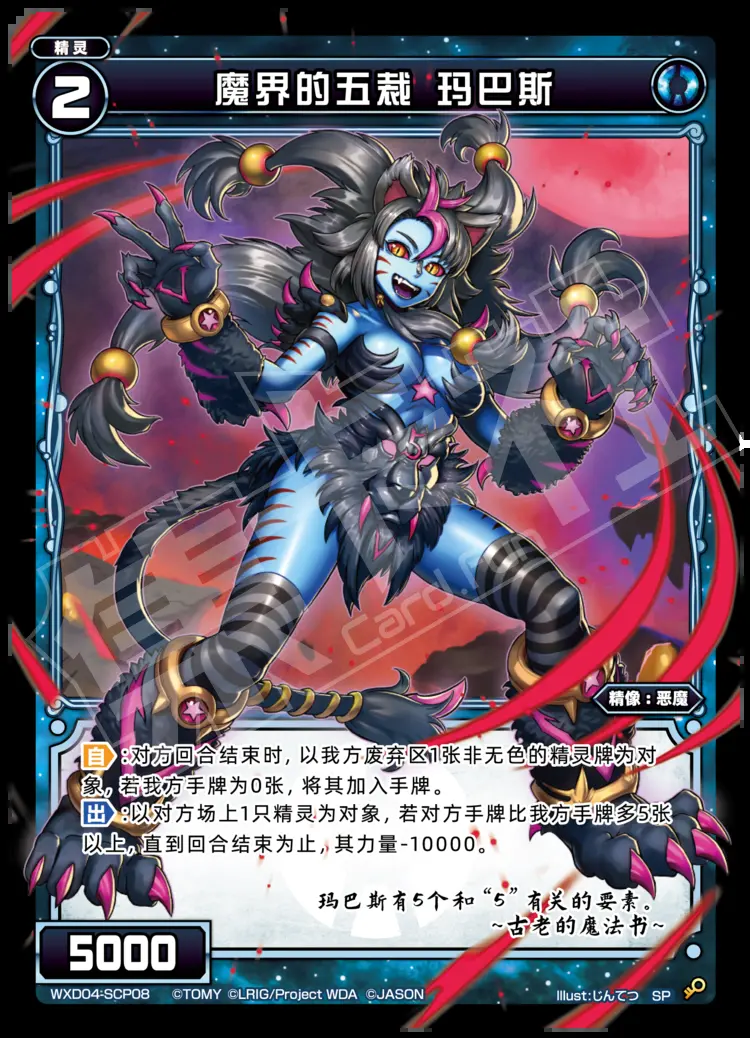 精灵
2
魔界的五裁 玛巴斯
精像：恶魔
自:对方回合结束时, 以我方废弃区1张非无色的精灵牌为对
象, 若我方手牌为0张, 将其加入手牌。
出:以对方场上1只精灵为对象, 若对方手牌比我方手牌多5张
以上, 直到回合结束为止, 其力量-10000。
玛巴斯有5个和“5”有关的要素。
~古老的魔法书~
5000
WXD04-SCP08 ©TOMY ©LRIG/Project WDA ©JASON Illust:じんてつ SP